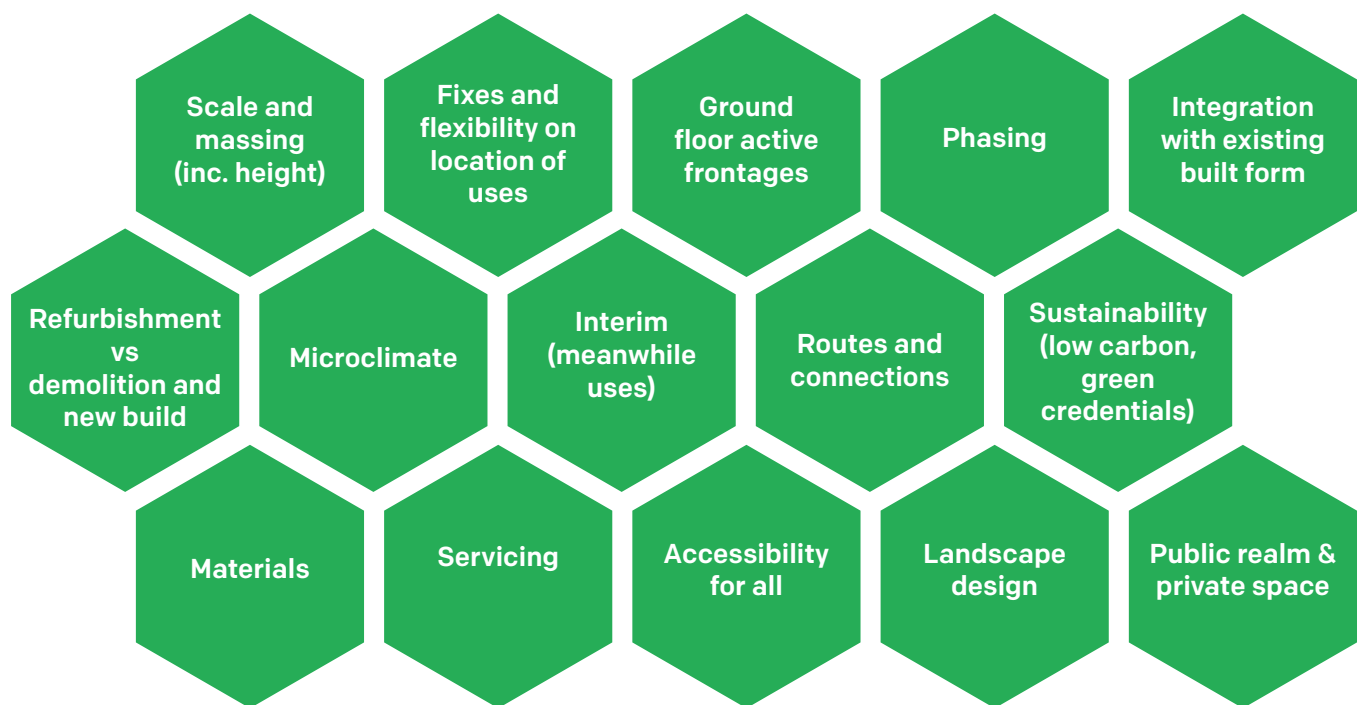 Scale and
massing
(inc. height)
Fixes and
flexibility on
location of
uses
Ground
floor active
frontages
Phasing
Integration
with existing
built form
Refurbishment
vs
demolition and
new build
Microclimate
Interim
(meanwhile
uses)
Routes and
connections
Sustainability
(low carbon,
green
credentials)
Materials
Servicing
Accessibility
for all
Landscape
design
Public realm &
private space